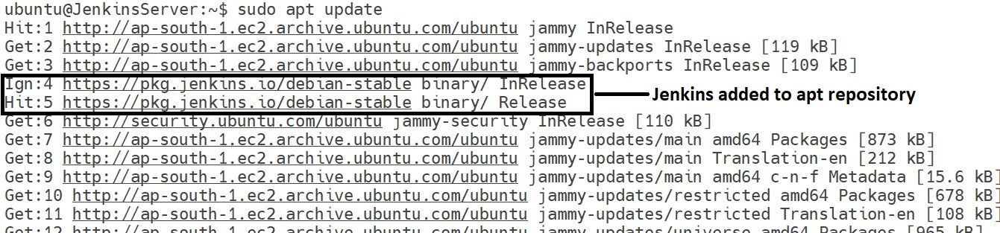 ubuntu@JenkinsServer:~$ sudo apt update
Hit:1 http://ap-south-1.ec2.archive.ubuntu.com/ubuntu jammy InRelease
Get:2 http://ap-south-1.ec2.archive.ubuntu.com/ubuntu jammy-updates InRelease [119 kB]
Get:3 http://ap-south-1.ec2.archive.ubuntu.com/ubuntu jammy-backports InRelease [109 kB]
Ign:4 https://pkg.jenkins.io/debian-stable binary/ InRelease
Hit:5 https://pkg.jenkins.io/debian-stable binary/ Release
Jenkins added to apt repository
Get:6 http://security.ubuntu.com/ubuntu jammy-security InRelease [110 kB]
Get:7 http://ap-south-1.ec2.archive.ubuntu.com/ubuntu jammy-updates/main amd64 Packages [873 kB]
Get:8 http://ap-south-1.ec2.archive.ubuntu.com/ubuntu jammy-updates/main Translation-en [212 kB]
Get:9 http://ap-south-1.ec2.archive.ubuntu.com/ubuntu jammy-updates/main amd64 c-n-f Metadata [15.6 kB]
Get:10 http://ap-south-1.ec2.archive.ubuntu.com/ubuntu jammy-updates/restricted amd64 Packages [678 kB]
Get:11 http://ap-south-1.ec2.archive.ubuntu.com/ubuntu jammy-updates/restricted Translation-en [108 kB]
Get:12 http://ap-south-1.ec2.archive.ubuntu.com/ubuntu jammy-updates/universe amd64 Packages [965 kB]